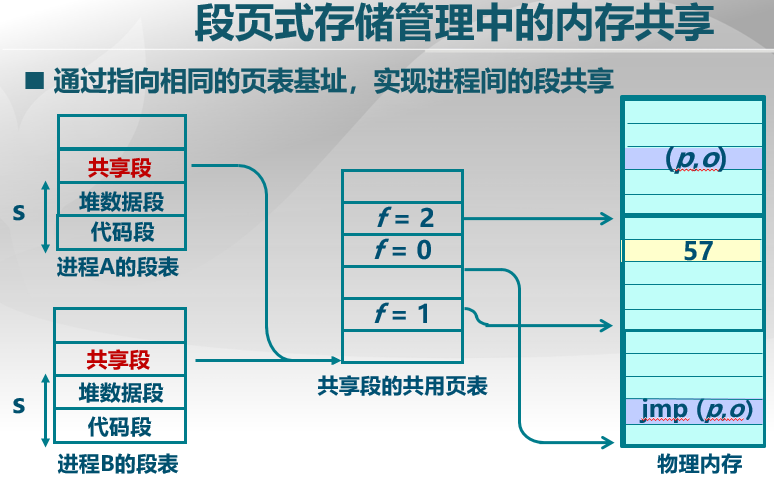 段页式存储管理中的内存共享
■ 通过指向相同的页表基址，实现进程间的段共享
共享段
堆数据段
代码段
S
进程A的段表
共享段
堆数据段
代码段
S
进程B的段表
f = 2
f = 0
f = 1
共享段的共用页表
(p,o)
57
jmp (p,o)
物理内存